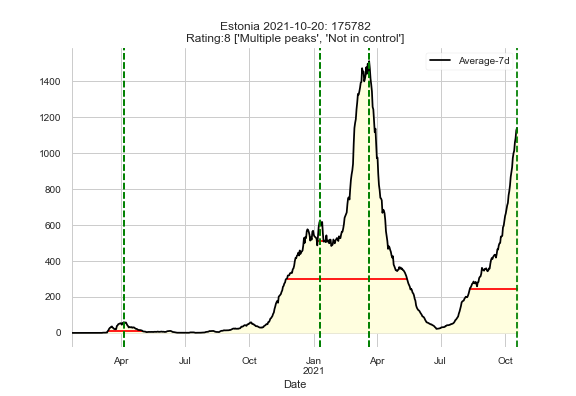 Estonia 2021-10-20: 175782
Rating:8 ['Multiple peaks', 'Not in control']
Average-7d
1400
1200
1000
800
600
400
200
0
Apr
Jul
Oct
Jan
2021
Apr
Jul
Oct
Date